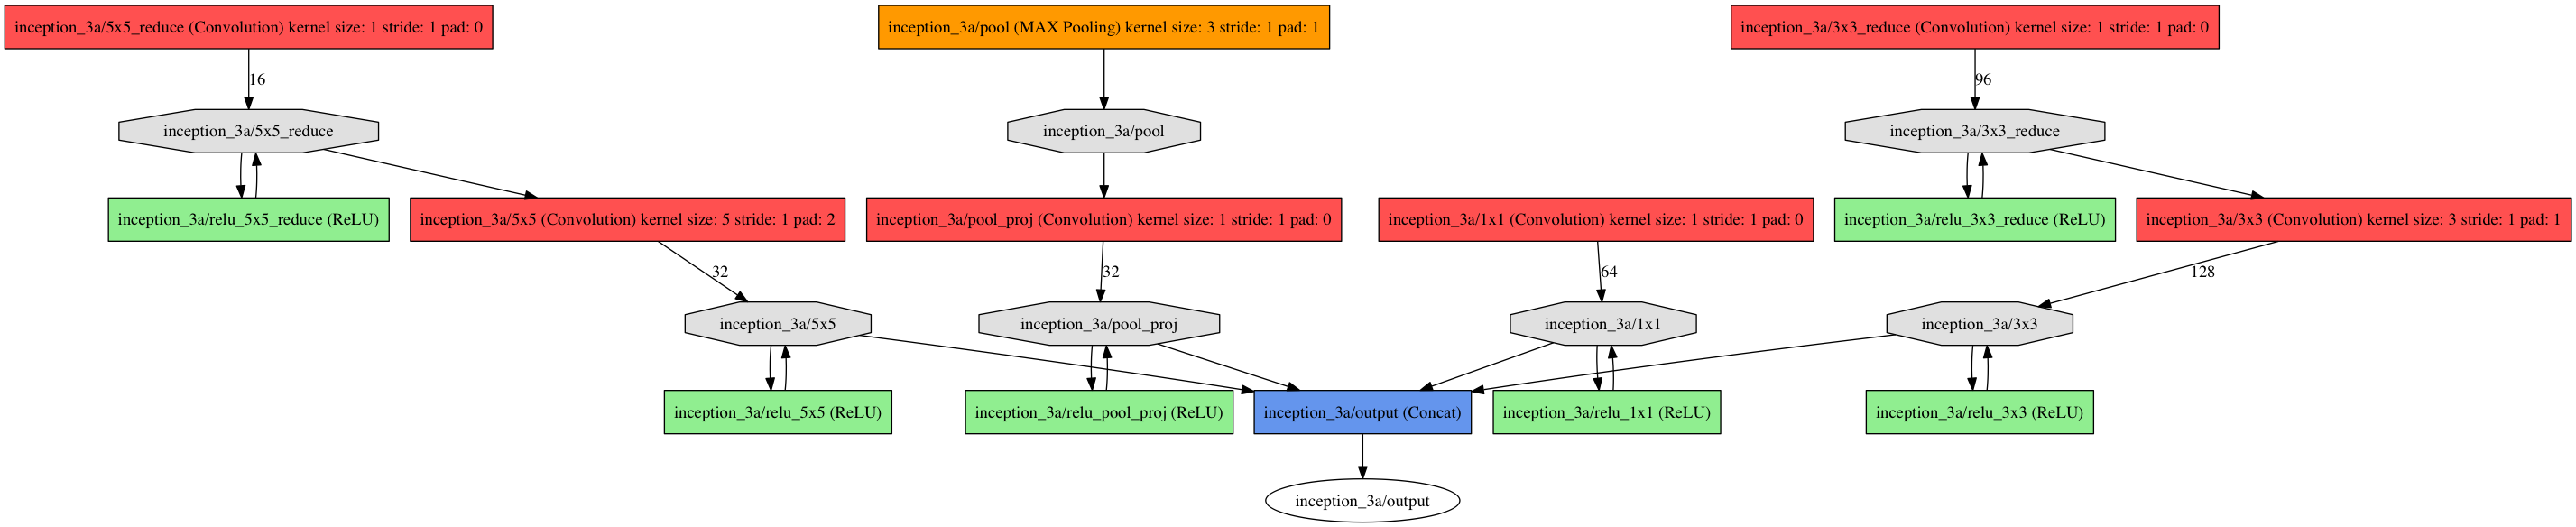 inception_3a/5x5_reduce (Convolution) kernel size: 1 stride: 1 pad: 0
inception_3a/pool (MAX Pooling) kernel size: 3 stride: 1 pad: 1
inception_3a/3x3_reduce (Convolution) kernel size: 1 stride: 1 pad: 0
16
96
inception_3a/5x5_reduce
inception_3a/pool
inception_3a/3x3_reduce
inception_3a/relu_5x5_reduce (ReLU)
inception_3a/5x5 (Convolution) kernel size: 5 stride: 1 pad: 2
inception_3a/pool_proj (Convolution) kernel size: 1 stride: 1 pad: 0
inception_3a/1x1 (Convolution) kernel size: 1 stride: 1 pad: 0
inception_3a/relu_3x3_reduce (ReLU)
inception_3a/3x3 (Convolution) kernel size: 3 stride: 1 pad: 1
32
32
64
128
inception_3a/5x5
inception_3a/pool_proj
inception_3a/1x1
inception_3a/3x3
inception_3a/relu_5x5 (ReLU)
inception_3a/relu_pool_proj (ReLU)
inception_3a/output (Concat)
inception_3a/relu_1x1 (ReLU)
inception_3a/relu_3x3 (ReLU)
inception_3a/output